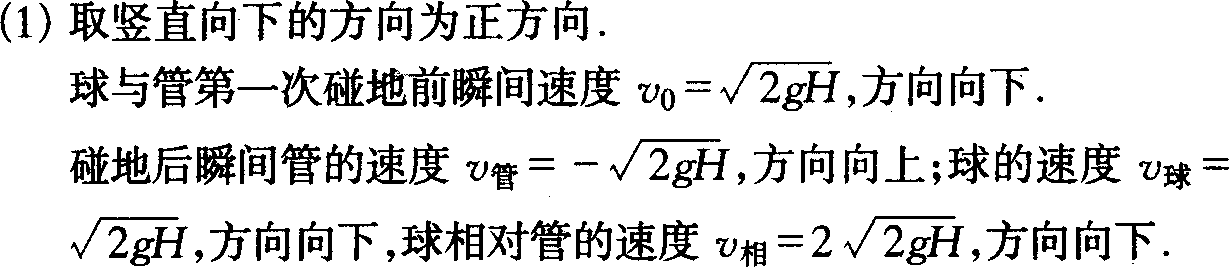 (1) 取竖直向下的方向为正方向.
球与管第一次碰地前瞬间速度 v₀=√2gH,方向向下.
碰地后瞬间管的速度 v管=-√2gH,方向向上;球的速度 v球=
√2gH,方向向下,球相对管的速度 v相=2√2gH,方向向下.